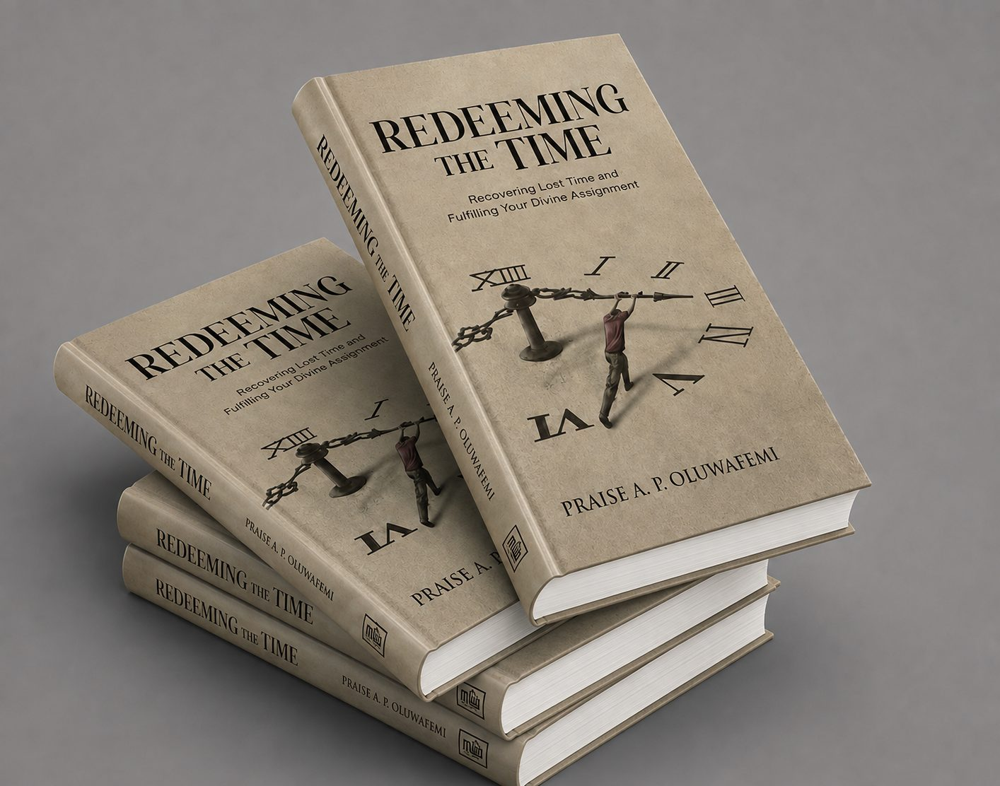 REDEEMING
THE TIME
Recovering Lost Time and
Fulfilling Your Divine Assignment
XIIII
I
II
III
IV
V
VI
PRAISE A. P. OLUWAFEMI
REDEEMING THE TIME PRAISE A. P. OLUWAFEMI
REDEEMING
THE TIME
Recovering Lost Time and
Fulfilling Your Divine Assignment
XIIII
I
VI
PRAISE A. P
REDEEMING THE TIME PRAISE A. P. OLUWAFEMI
REDEEMING THE TIME
REDEEMING THE TIME PRAISE A. P. OLUWAFEMI